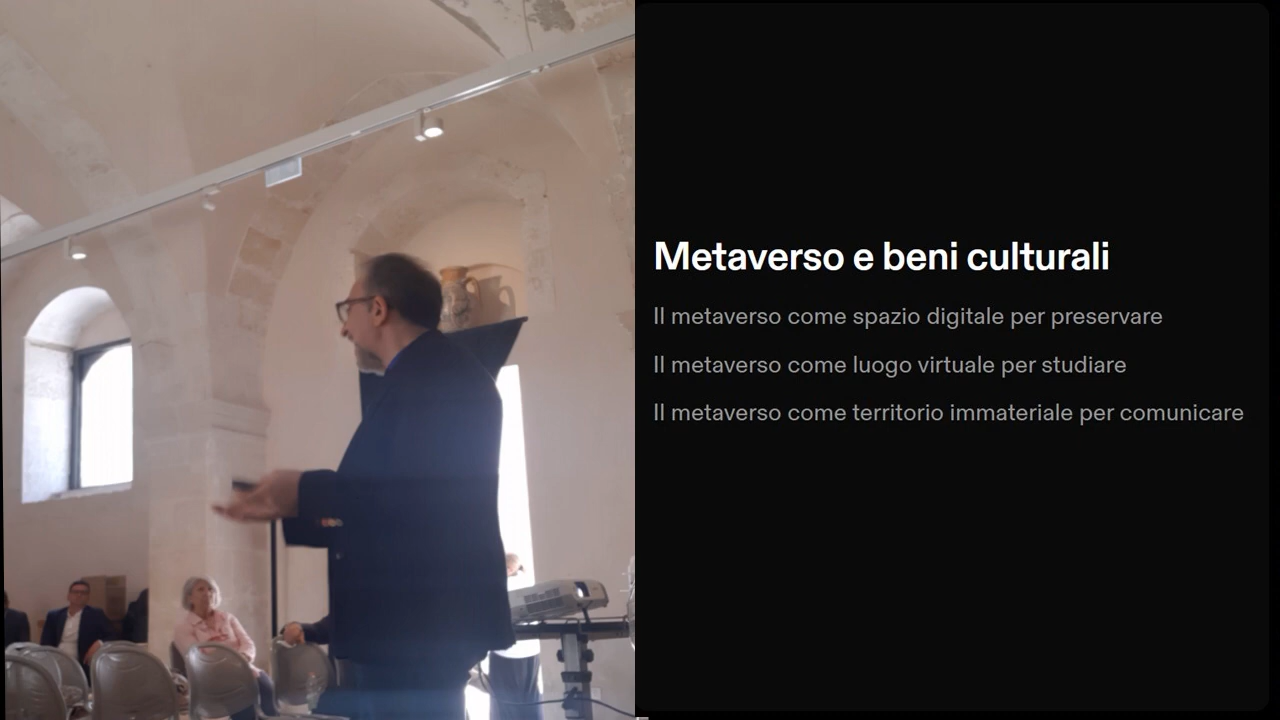 Metaverso e beni culturali
Il metaverso come spazio digitale per preservare
Il metaverso come luogo virtuale per studiare
Il metaverso come territorio immateriale per comunicare